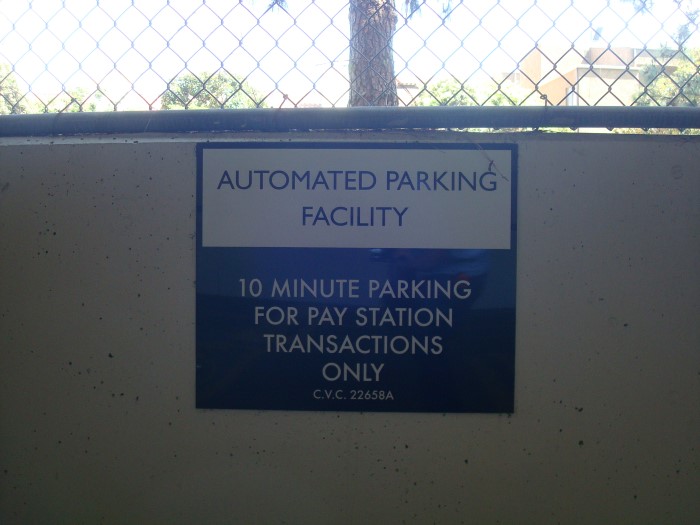 AUTOMATED PARKING
FACILITY
10 MINUTE PARKING
FOR PAY STATION
TRANSACTIONS
ONLY
C.V.C. 22658A